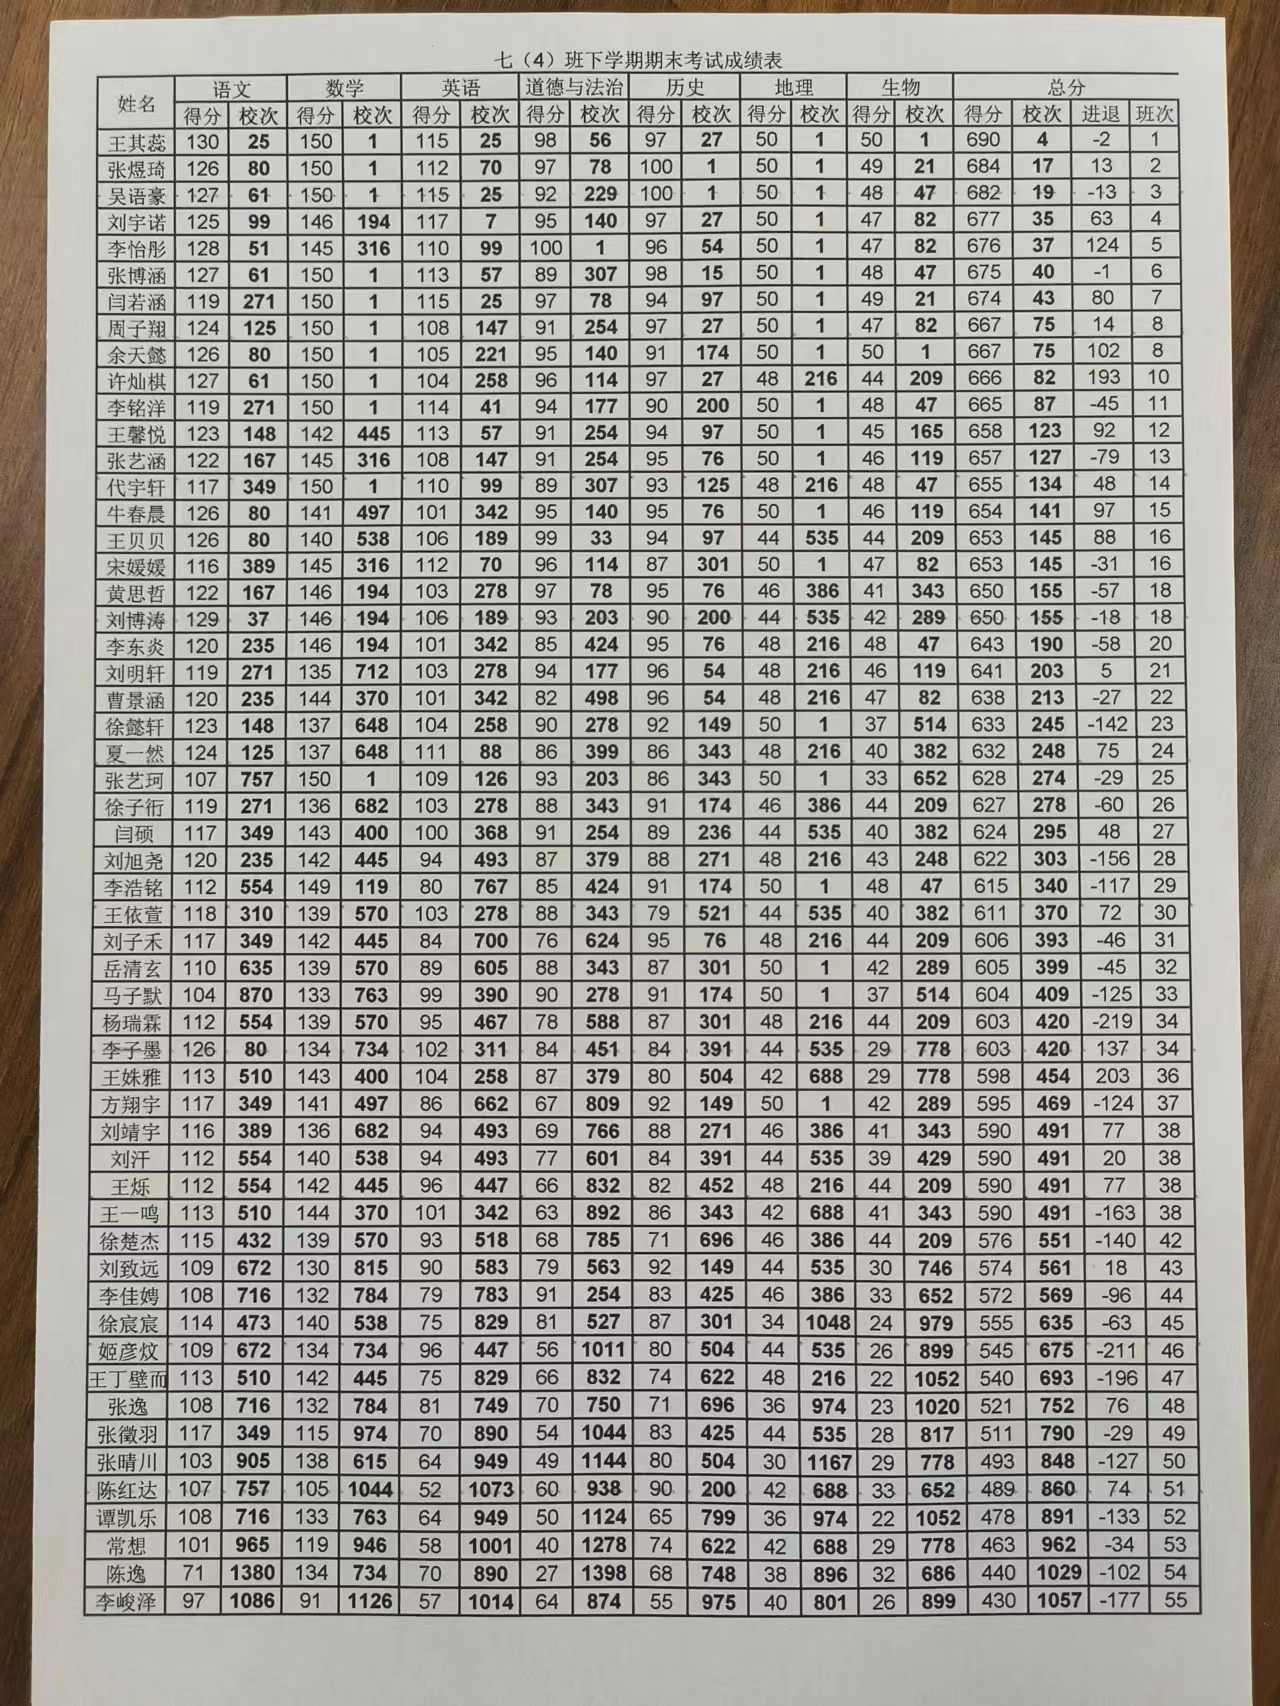 七（4）班下学期期末考试成绩表
姓名 语文 数学 英语 道德与法治 历史 地理 生物 总分
得分 校次 得分 校次 得分 校次 得分 校次 得分 校次 得分 校次 得分 校次 得分 校次 进退 班次
王其蕊 130 25 150 1 115 25 98 56 97 27 50 1 50 1 690 4 -2 1
张煜琦 126 80 150 1 112 70 97 78 100 1 50 1 49 21 684 17 13 2
吴语豪 127 61 150 1 115 25 92 229 100 1 50 1 48 47 682 19 -13 3
刘宇诺 125 99 146 194 117 7 95 140 97 27 50 1 47 82 677 35 63 4
李怡彤 128 51 145 316 110 99 100 1 96 54 50 1 47 82 676 37 124 5
张博涵 127 61 150 1 113 57 89 307 98 15 50 1 48 47 675 40 -1 6
闫若涵 119 271 150 1 115 25 97 78 94 97 50 1 49 21 674 43 80 7
周子翔 124 125 150 1 108 147 91 254 97 27 50 1 47 82 667 75 14 8
余天懿 126 80 150 1 105 221 95 140 91 174 50 1 50 1 667 75 102 8
许灿棋 127 61 150 1 104 258 96 114 97 27 48 216 44 209 666 82 193 10
李铭洋 119 271 150 1 114 41 94 177 90 200 50 1 48 47 665 87 -45 11
王馨悦 123 148 142 445 113 57 91 254 94 97 50 1 45 165 658 123 92 12
张艺涵 122 167 145 316 108 147 91 254 95 76 50 1 46 119 657 127 -79 13
代宇轩 117 349 150 1 110 99 89 307 93 125 48 216 48 47 655 134 48 14
牛春晨 126 80 141 497 101 342 95 140 95 76 50 1 46 119 654 141 97 15
王贝贝 126 80 140 538 106 189 99 33 94 97 44 535 44 209 653 145 88 16
宋媛媛 116 389 145 316 112 70 96 114 87 301 50 1 47 82 653 145 -31 16
黄思哲 122 167 146 194 103 278 97 78 95 76 46 386 41 343 650 155 -57 18
刘博涛 129 37 146 194 106 189 93 203 90 200 44 535 42 289 650 155 -18 18
李东炎 120 235 146 194 101 342 85 424 95 76 48 216 48 47 643 190 -58 20
刘明轩 119 271 135 712 103 278 94 177 96 54 48 216 46 119 641 203 5 21
曹景涵 120 235 144 370 101 342 82 498 96 54 48 216 47 82 638 213 -27 22
徐懿轩 123 148 137 648 104 258 90 278 92 149 50 1 37 514 633 245 -142 23
夏一然 124 125 137 648 111 88 86 399 86 343 48 216 40 382 632 248 75 24
张艺珂 107 757 150 1 109 126 93 203 86 343 50 1 33 652 628 274 -29 25
徐子衎 119 271 136 682 103 278 88 343 91 174 46 386 44 209 627 278 -60 26
闫硕 117 349 143 400 100 368 91 254 89 236 44 535 40 382 624 295 48 27
刘旭尧 120 235 142 445 94 493 87 379 88 271 48 216 43 248 622 303 -156 28
李浩铭 112 554 149 119 80 767 85 424 91 174 50 1 48 47 615 340 -117 29
王依萱 118 310 139 570 103 278 88 343 79 521 44 535 40 382 611 370 72 30
刘子禾 117 349 142 445 84 700 76 624 95 76 48 216 44 209 606 393 -46 31
岳清玄 110 635 139 570 89 605 88 343 87 301 50 1 42 289 605 399 -45 32
马子默 104 870 133 763 99 390 90 278 91 174 50 1 37 514 604 409 -125 33
杨瑞霖 112 554 139 570 95 467 78 588 87 301 48 216 44 209 603 420 -219 34
李子墨 126 80 134 734 102 311 84 451 84 391 44 535 29 778 603 420 137 34
王姝雅 113 510 143 400 104 258 87 379 80 504 42 688 29 778 598 454 203 36
方翔宇 117 349 141 497 86 662 67 809 92 149 50 1 42 289 595 469 -124 37
刘靖宇 116 389 136 682 94 493 69 766 88 271 46 386 41 343 590 491 77 38
刘汗 112 554 140 538 94 493 77 601 84 391 44 535 39 429 590 491 20 38
王烁 112 554 142 445 96 447 66 832 82 452 48 216 44 209 590 491 77 38
王一鸣 113 510 144 370 101 342 63 892 86 343 42 688 41 343 590 491 -163 38
徐楚杰 115 432 139 570 93 518 68 785 71 696 46 386 44 209 576 551 -140 42
刘致远 109 672 130 815 90 583 79 563 92 149 44 535 30 746 574 561 18 43
李佳娉 108 716 132 784 79 783 91 254 83 425 46 386 33 652 572 569 -96 44
徐宸宸 114 473 140 538 75 829 81 527 87 301 34 1048 24 979 555 635 -63 45
姬彦炆 109 672 134 734 96 447 56 1011 80 504 44 535 26 899 545 675 -211 46
王丁壁而 113 510 142 445 75 829 66 832 74 622 48 216 22 1052 540 693 -196 47
张逸 108 716 132 784 81 749 70 750 71 696 36 974 23 1020 521 752 76 48
张徵羽 117 349 115 974 70 890 54 1044 83 425 44 535 28 817 511 790 -29 49
张晴川 103 905 138 615 64 949 49 1144 80 504 30 1167 29 778 493 848 -127 50
陈红达 107 757 105 1044 52 1073 60 938 90 200 42 688 33 652 489 860 74 51
谭凯乐 108 716 133 763 64 949 50 1124 65 799 36 974 22 1052 478 891 -133 52
常想 101 965 119 946 58 1001 40 1278 74 622 42 688 29 778 463 962 -34 53
陈逸 71 1380 134 734 70 890 27 1398 68 748 38 896 32 686 440 1029 -102 54
李峻泽 97 1086 91 1126 57 1014 64 874 55 975 40 801 26 899 430 1057 -177 55